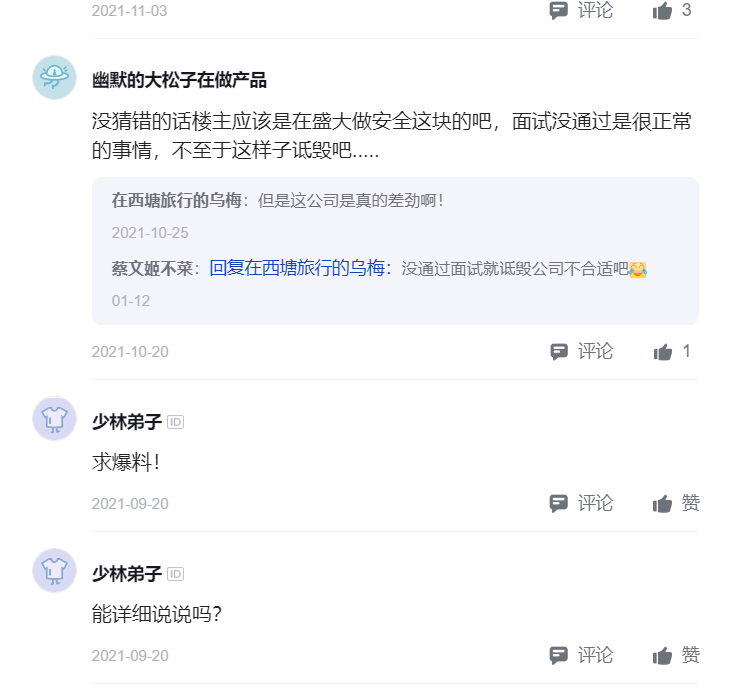 2021-11-03 评论 3
幽默的大松子在做产品
没猜错的话楼主应该是在盛大做安全这块的吧，面试没通过是很正常
的事情，不至于这样子诋毁吧.....
在西塘旅行的乌梅：但是这公司是真的差劲啊！
2021-10-25
蔡文姬不菜：回复在西塘旅行的乌梅：没通过面试就诋毁公司不合适吧😂
01-12
2021-10-20 评论 1
少林弟子 ID
求爆料！
2021-09-20 评论 赞
少林弟子 ID
能详细说说吗？
2021-09-20 评论 赞